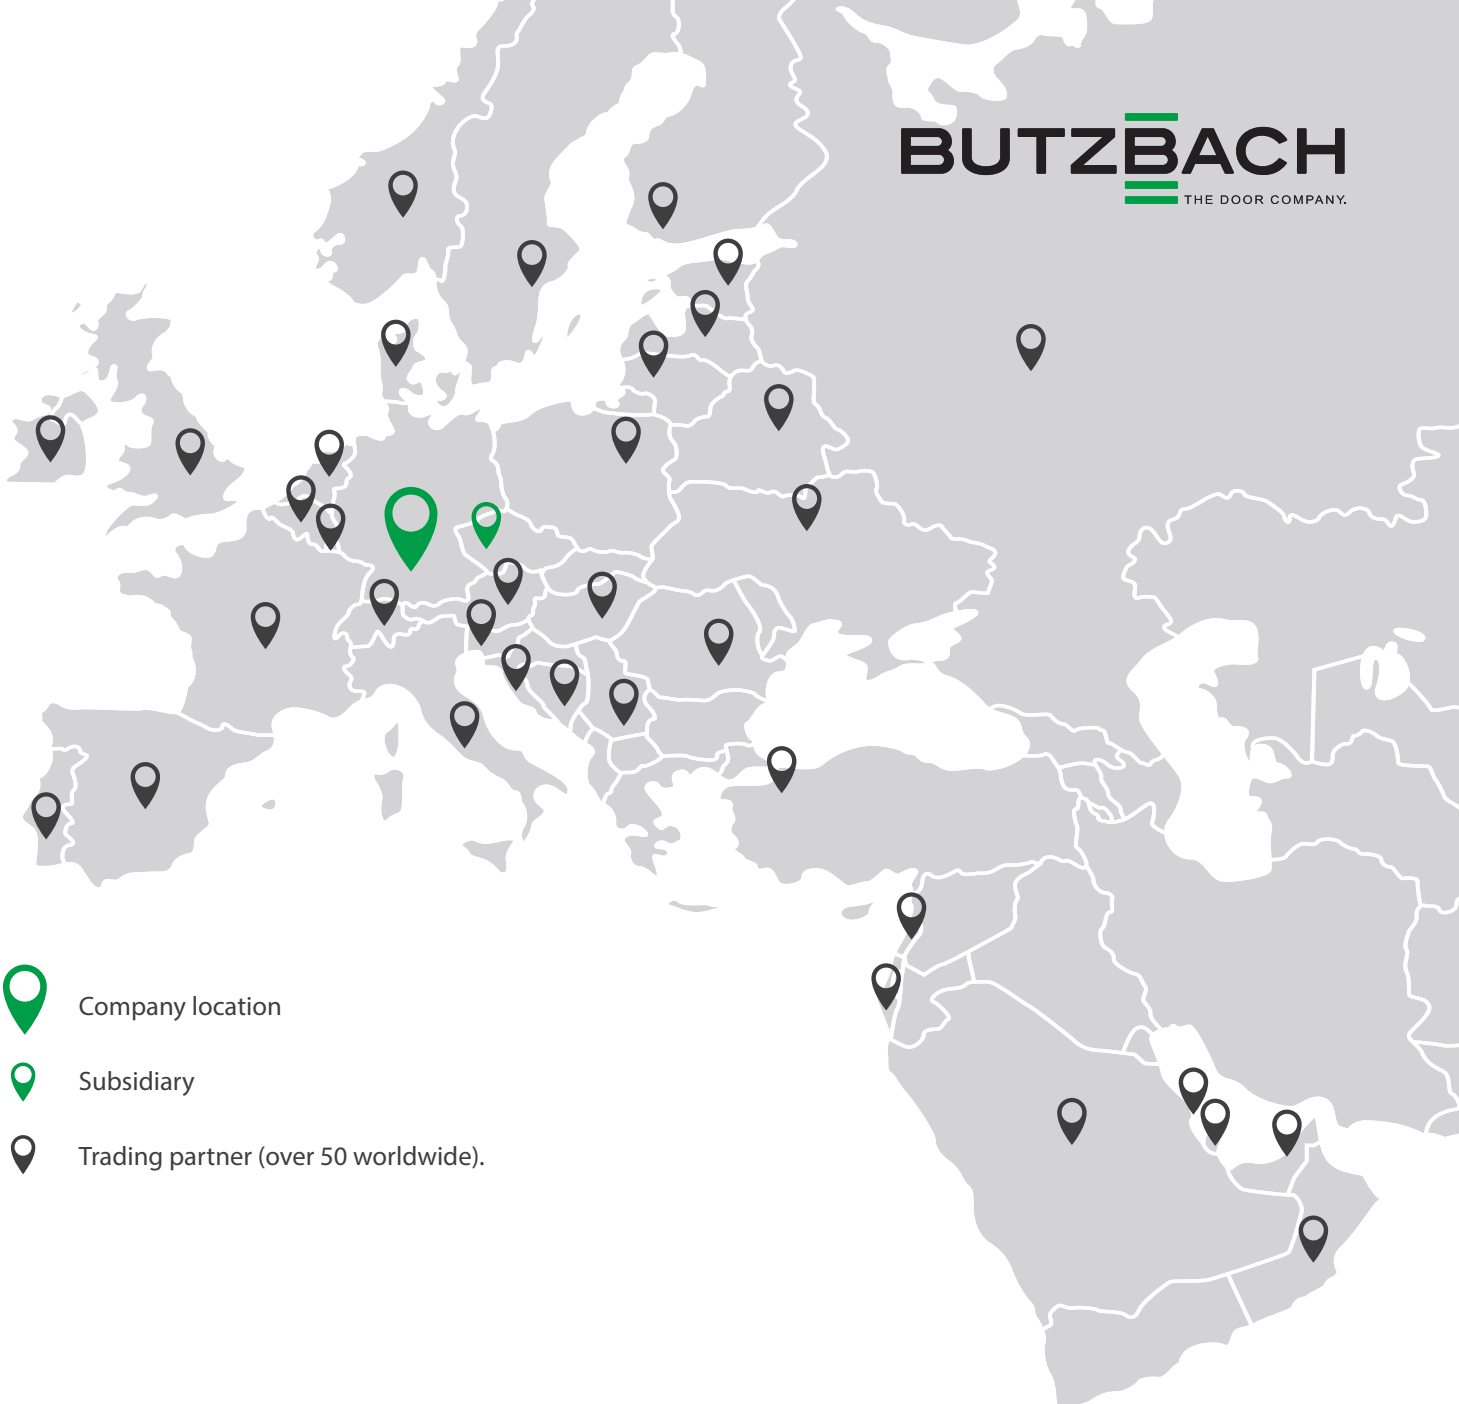 BUTZBACH
THE DOOR COMPANY.
Company location
Subsidiary
Trading partner (over 50 worldwide).